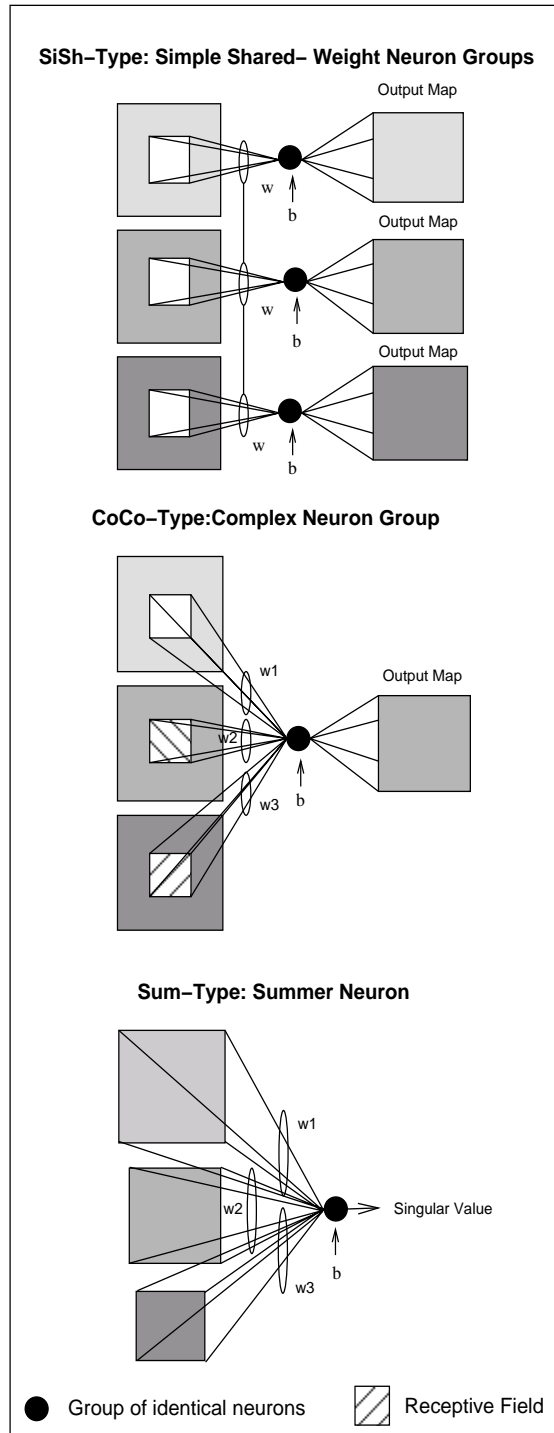 SiSh−Type: Simple Shared− Weight Neuron Groups
Output Map
w
b
Output Map
w
b
Output Map
w
b
CoCo−Type:Complex Neuron Group
w1
Output Map
w2
w3
b
Sum−Type: Summer Neuron
w1
w2
Singular Value
b
w3
Group of identical neurons
Receptive Field